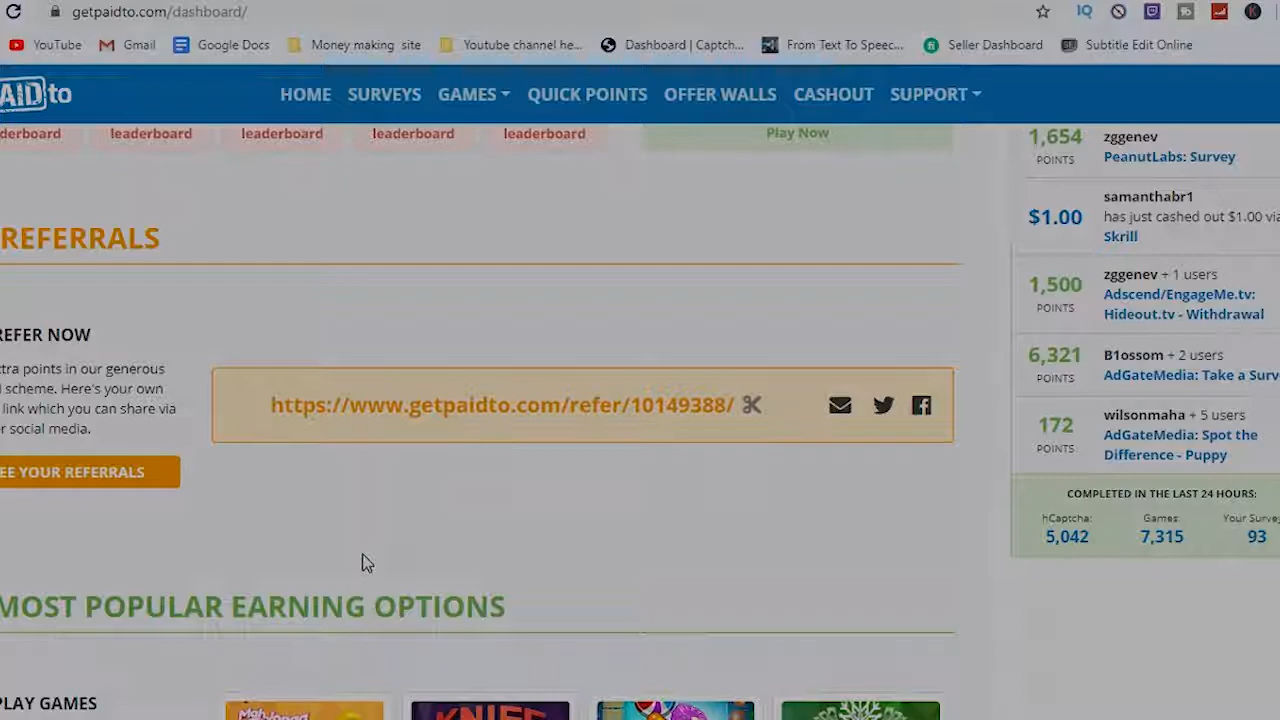 getpaidto.com/dashboard/
YouTube
Gmail
Google Docs
Money making site
Youtube channel he...
Dashboard | Captch...
From Text To Speec...
Seller Dashboard
Subtitle Edit Online
AID to
HOME SURVEYS GAMES QUICK POINTS OFFER WALLS CASHOUT SUPPORT
derboard leaderboard leaderboard leaderboard leaderboard
Play Now
REFERRALS
REFER NOW
tra points in our generous
l scheme. Here's your own
link which you can share via
r social media.
https://www.getpaidto.com/refer/10149388/
EE YOUR REFERRALS
MOST POPULAR EARNING OPTIONS
PLAY GAMES
Mahjongg
KNIFE
1,654
POINTS
zggenev
PeanutLabs: Survey
$1.00
samanthabr1
has just cashed out $1.00 via
Skrill
1,500
POINTS
zggenev + 1 users
Adscend/EngageMe.tv:
Hideout.tv - Withdrawal
6,321
POINTS
B1ossom + 2 users
AdGateMedia: Take a Surv
172
POINTS
wilsonmaha + 5 users
AdGateMedia: Spot the
Difference - Puppy
COMPLETED IN THE LAST 24 HOURS:
hCaptcha: Games: Your Surve
5,042 7,315 93